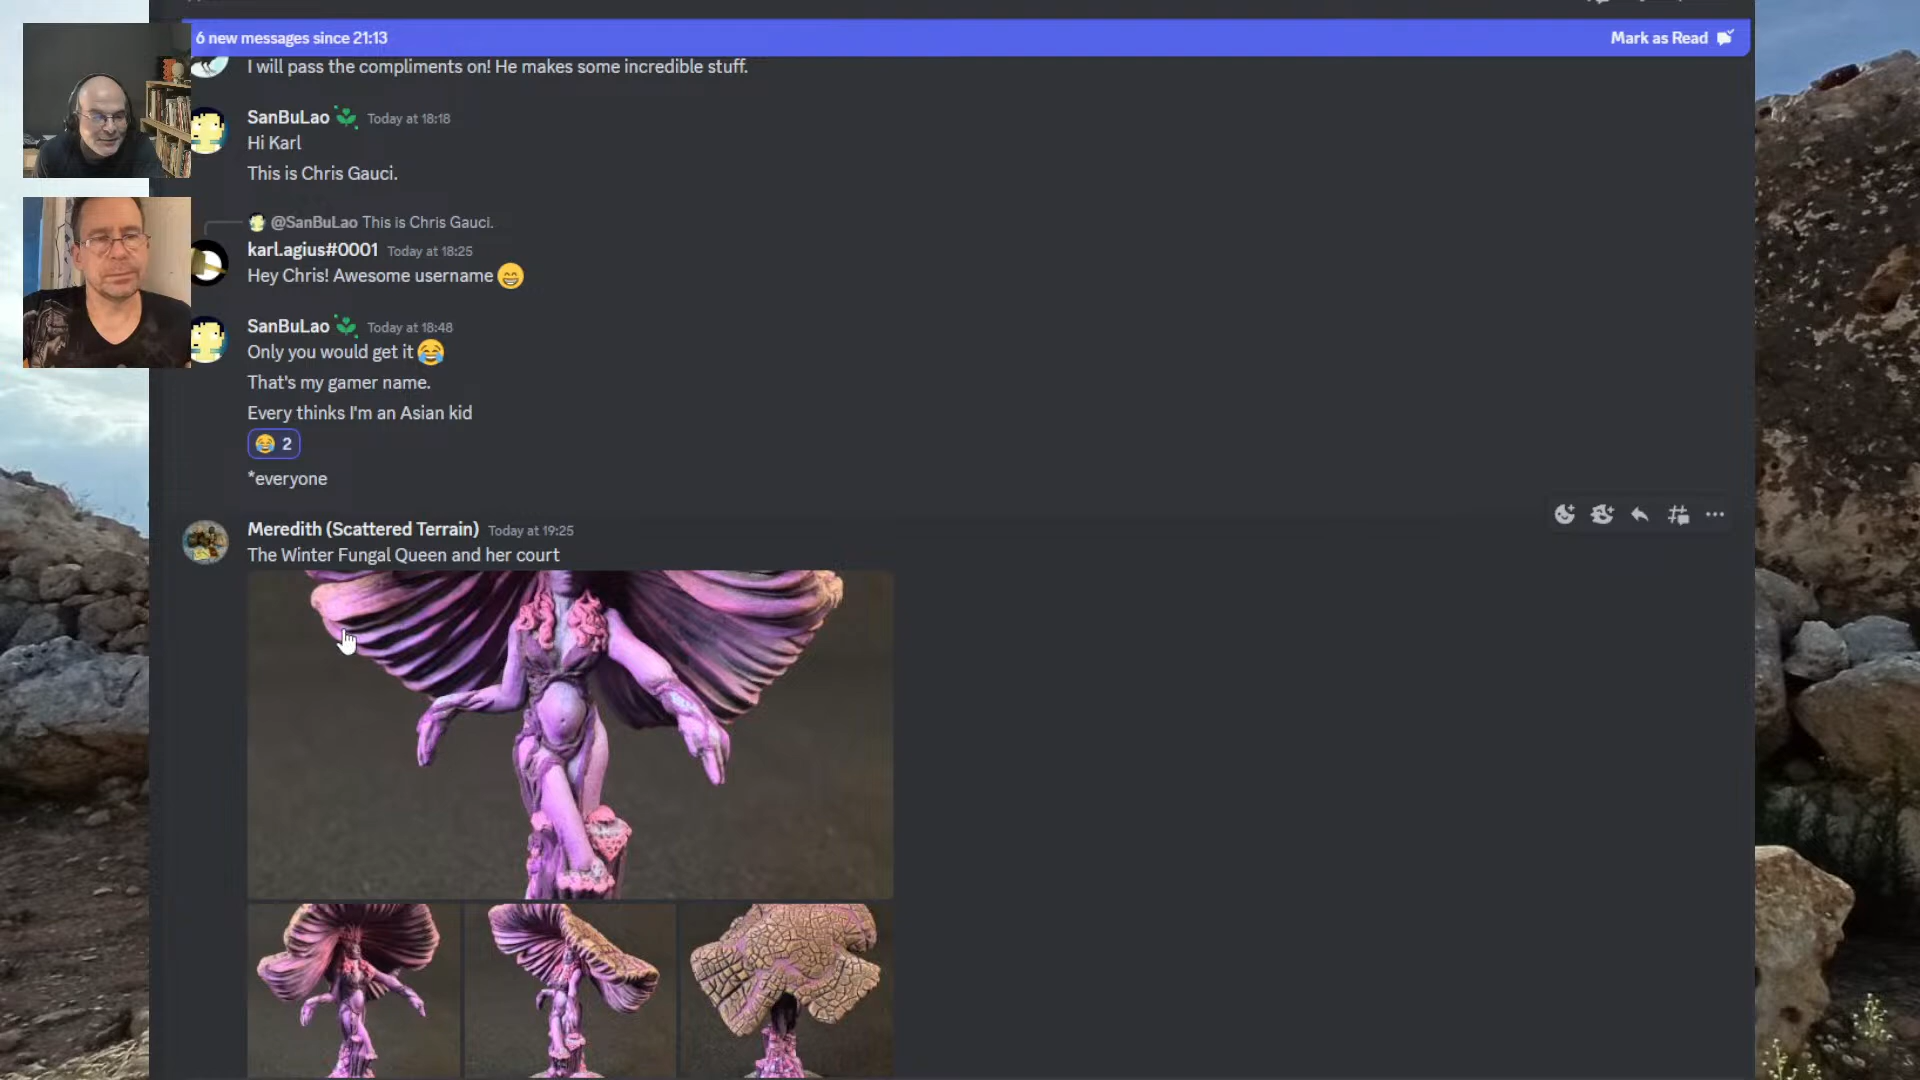 6 new messages since 21:13
Mark as Read
I will pass the compliments on! He makes some incredible stuff.
SanBuLao Today at 18:18
Hi Karl
This is Chris Gauci.
@SanBuLao This is Chris Gauci.
karl.agius#0001 Today at 18:25
Hey Chris! Awesome username
SanBuLao Today at 18:48
Only you would get it
That's my gamer name.
Every thinks I'm an Asian kid
2
*everyone
Meredith (Scattered Terrain) Today at 19:25
The Winter Fungal Queen and her court